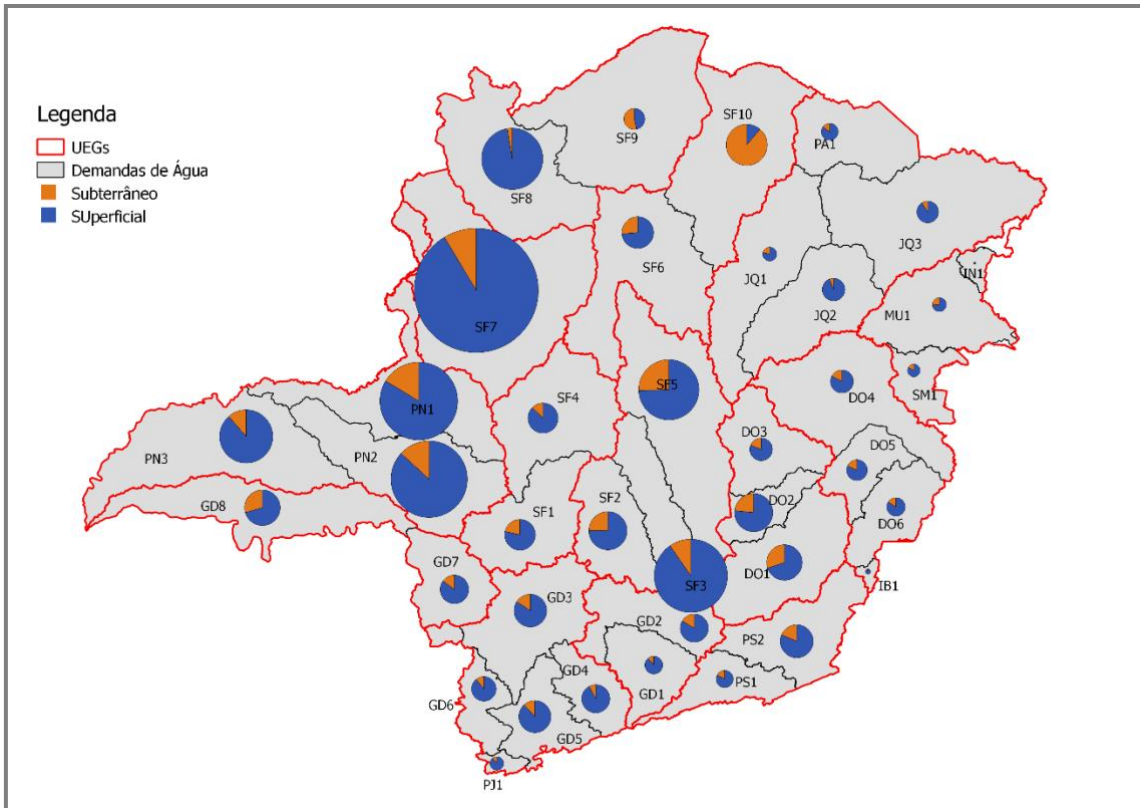 Legenda
UEGs
Demandas de Água
Subterrâneo
SUperficial
SF10
SF9
PA1
SF8
JQ3
SF6
JQ1
IN1
JQ2
MU1
SF7
SF5
SM1
DO4
PN1
SF4
DO3
DO5
PN3
PN2
DO2
GD8
SF1
SF2
DO6
GD7
DO1
SF3
IB1
GD3
GD2
PS2
GD4
GD1
PS1
GD6
GD5
PJ1